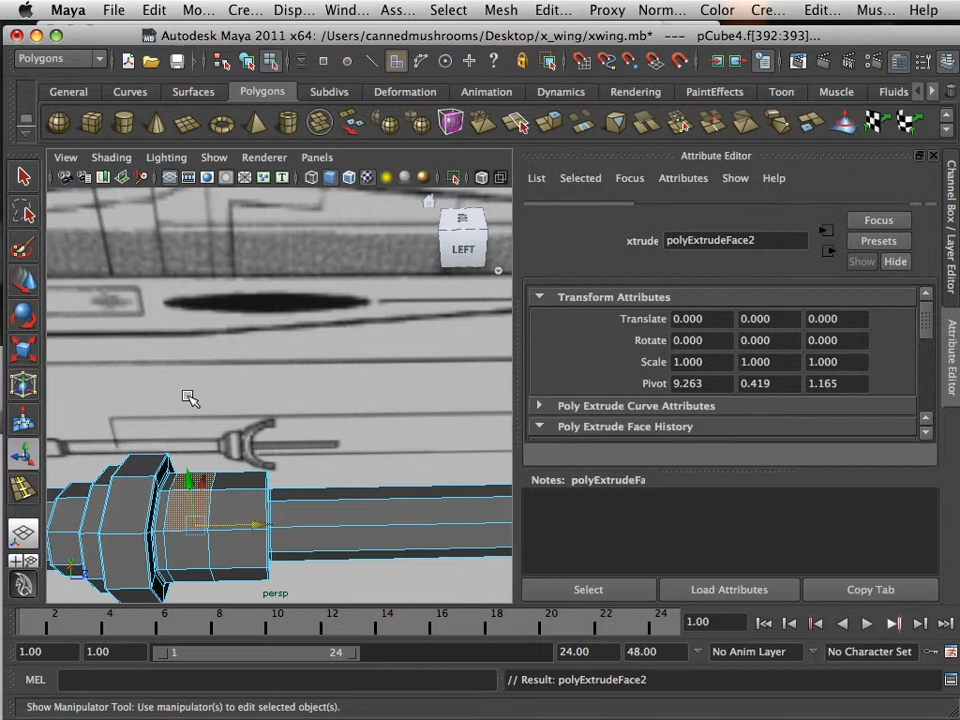 Maya File Edit Win... Mo... Cre... Disp... Wind... Ass... Select Mesh Edit... Proxy Norm... Color Cre... Edit... Mus... Help
Autodesk Maya 2011 x64: /Users/cannedmushrooms/Desktop/x_wing/xwing.mb* --- pCube4.f[392:393]...
Polygons
General Curves Surfaces Polygons Subdivs Deformation Animation Dynamics Rendering PaintEffects Toon Muscle Fluids
View Shading Lighting Show Renderer Panels
LEFT
persp
Attribute Editor
List Selected Focus Attributes Show Help
xtrude polyExtrudeFace2
Focus
Presets
Show Hide
Transform Attributes
Translate 0.000 0.000 0.000
Rotate 0.000 0.000 0.000
Scale 1.000 1.000 1.000
Pivot 9.263 0.419 1.165
Poly Extrude Curve Attributes
Poly Extrude Face History
Notes: polyExtrudeFa
Select Load Attributes Copy Tab
Channel Box / Layer Editor
Attribute Editor
2 4 6 8 10 12 14 16 18 20 22 24
1.00
1.00 1.00 1 24 24.00 48.00 No Anim Layer No Character Set
MEL // Result: polyExtrudeFace2
Show Manipulator Tool: Use manipulator(s) to edit selected object(s).